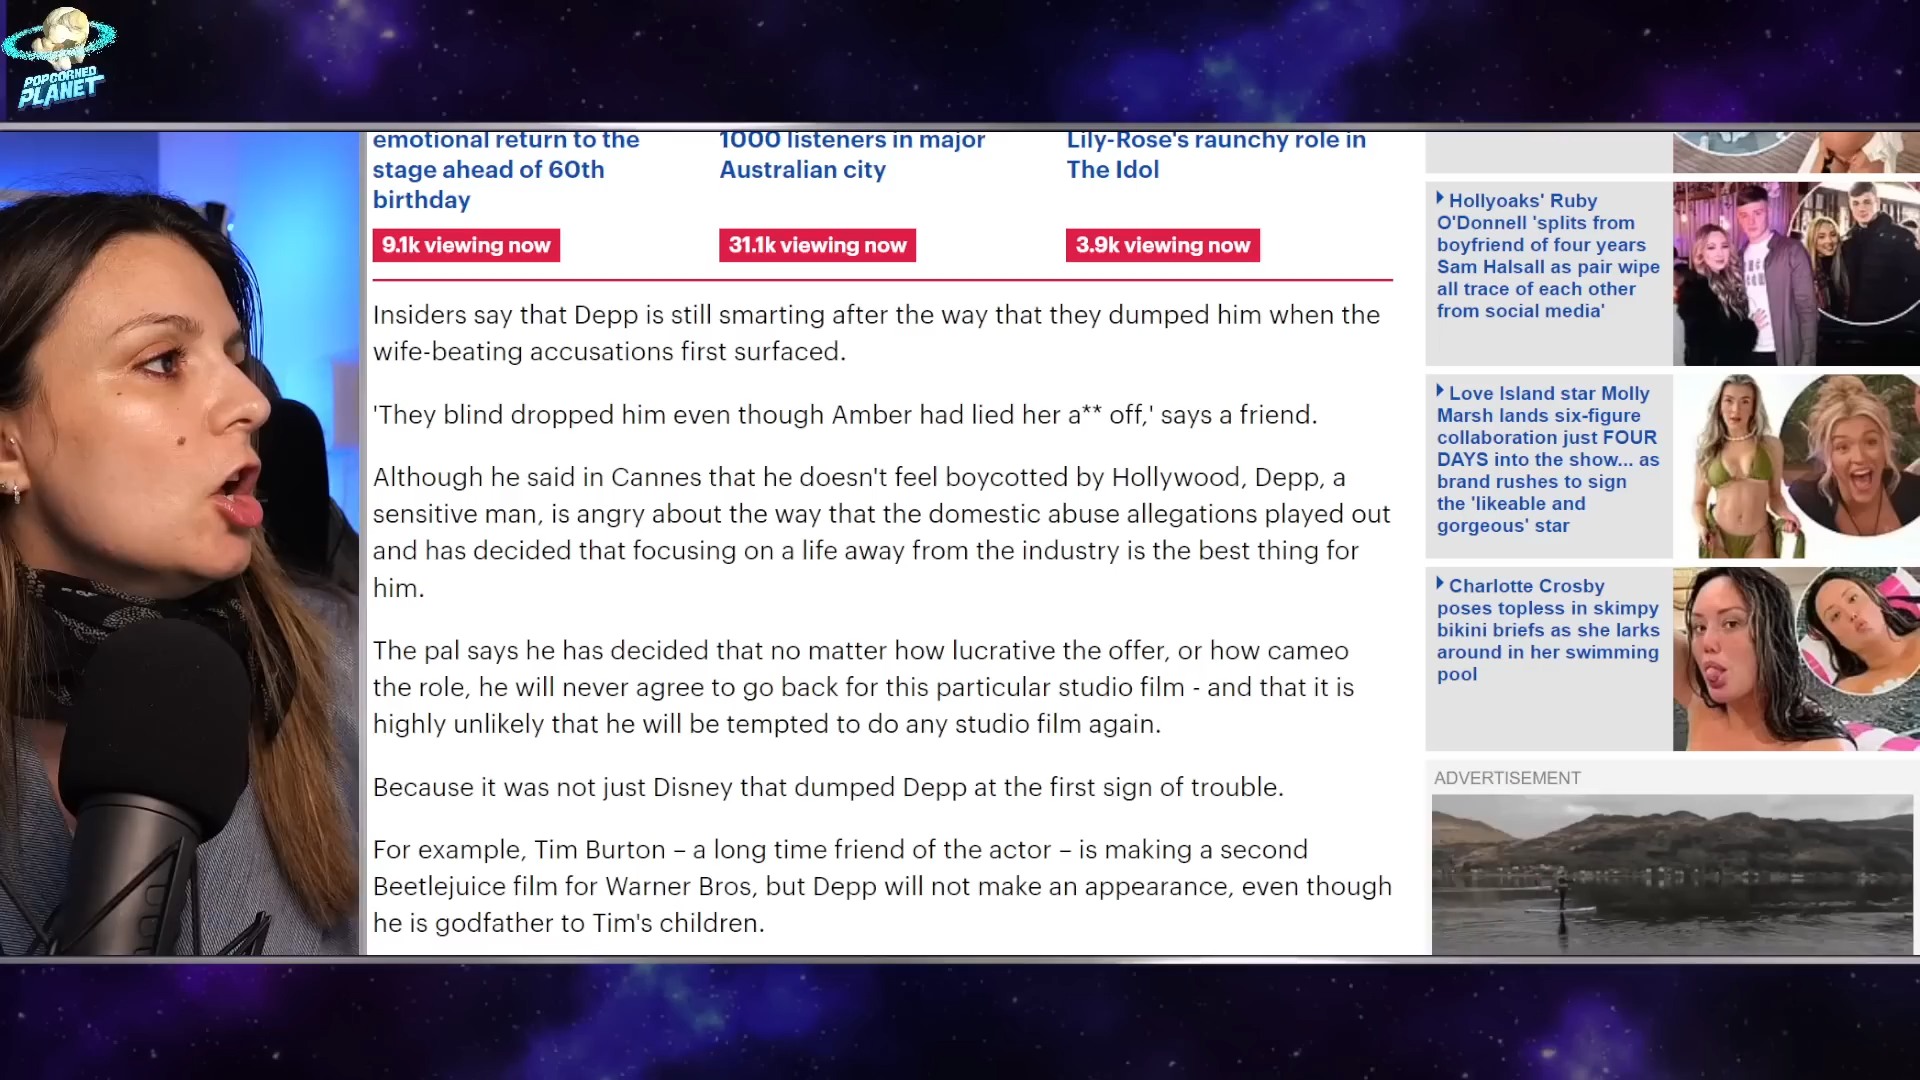 POPCORNED
PLANET
emotional return to the
stage ahead of 60th
birthday
9.1k viewing now
1000 listeners in major
Australian city
31.1k viewing now
Lily-Rose's raunchy role in
The Idol
3.9k viewing now
Insiders say that Depp is still smarting after the way that they dumped him when the
wife-beating accusations first surfaced.
'They blind dropped him even though Amber had lied her a** off,' says a friend.
Although he said in Cannes that he doesn't feel boycotted by Hollywood, Depp, a
sensitive man, is angry about the way that the domestic abuse allegations played out
and has decided that focusing on a life away from the industry is the best thing for
him.
The pal says he has decided that no matter how lucrative the offer, or how cameo
the role, he will never agree to go back for this particular studio film - and that it is
highly unlikely that he will be tempted to do any studio film again.
Because it was not just Disney that dumped Depp at the first sign of trouble.
For example, Tim Burton – a long time friend of the actor – is making a second
Beetlejuice film for Warner Bros, but Depp will not make an appearance, even though
he is godfather to Tim's children.
Hollyoaks' Ruby
O'Donnell 'splits from
boyfriend of four years
Sam Halsall as pair wipe
all trace of each other
from social media'
Love Island star Molly
Marsh lands six-figure
collaboration just FOUR
DAYS into the show... as
brand rushes to sign
the 'likeable and
gorgeous' star
Charlotte Crosby
poses topless in skimpy
bikini briefs as she larks
around in her swimming
pool
ADVERTISEMENT